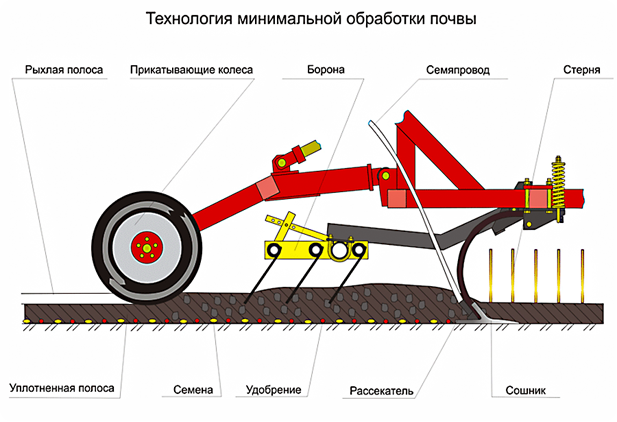 Технология минимальной обработки почвы
Рыхлая полоса
Прикатывающие колеса
Борона
Семяпровод
Стерня
Уплотненная полоса
Семена
Удобрение
Рассекатель
Сошник